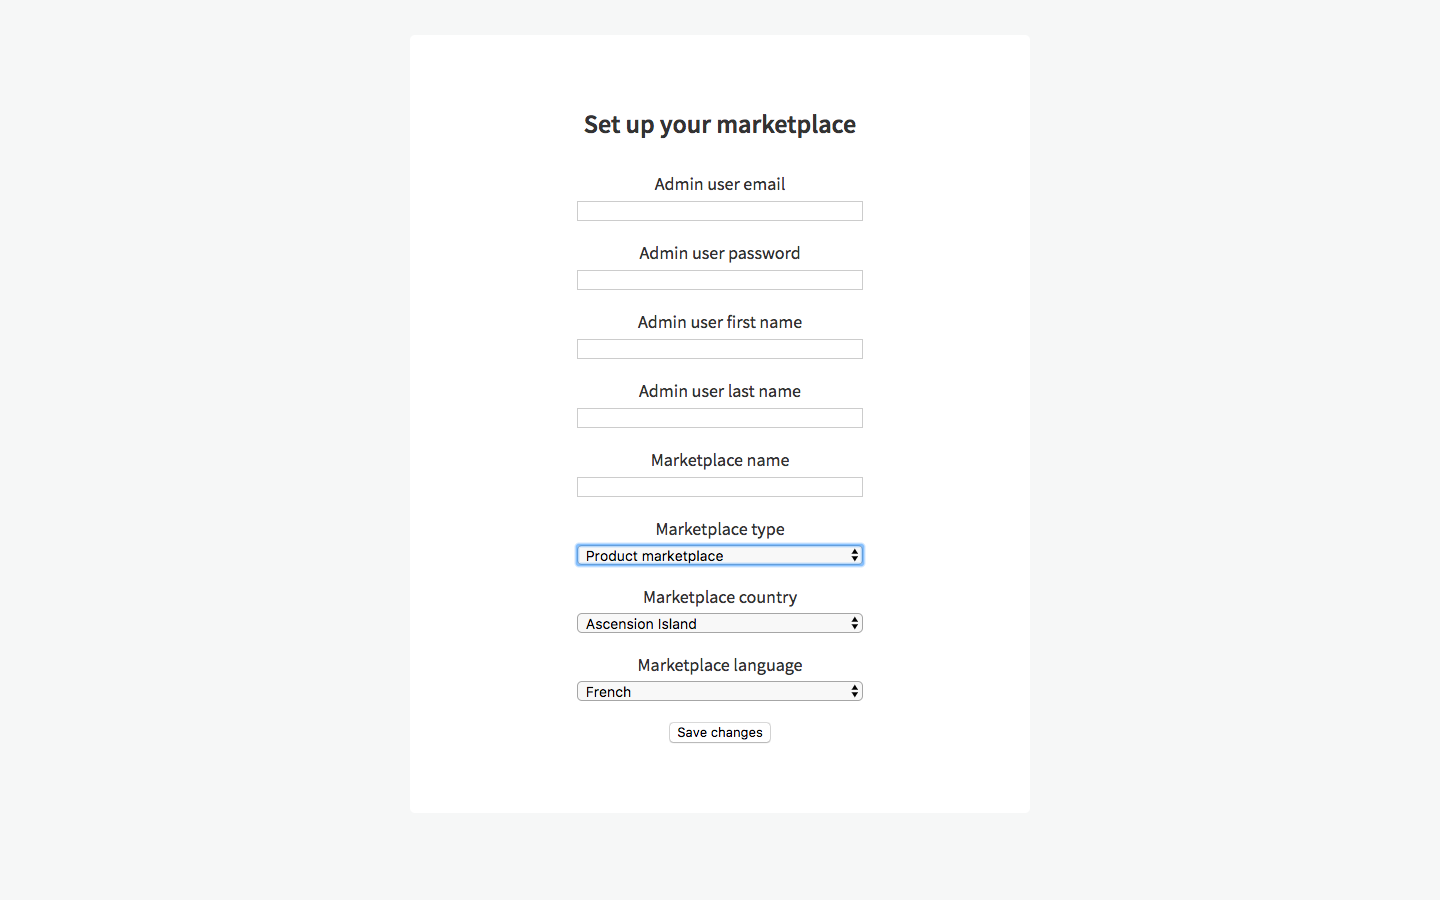 Set up your marketplace
Admin user email
Admin user password
Admin user first name
Admin user last name
Marketplace name
Marketplace type
Product marketplace
Marketplace country
Ascension Island
Marketplace language
French
Save changes